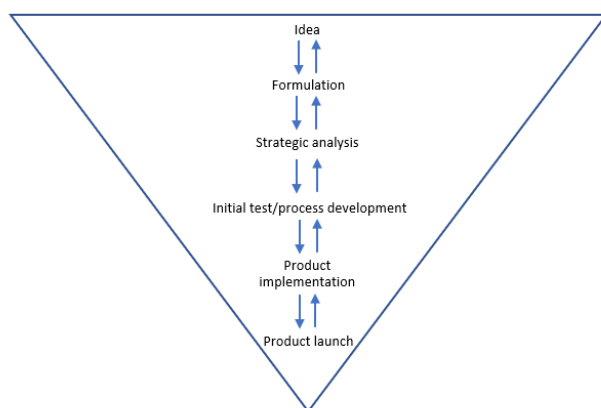 Idea
Formulation
Strategic analysis
Initial test/process development
Product
implementation
Product launch